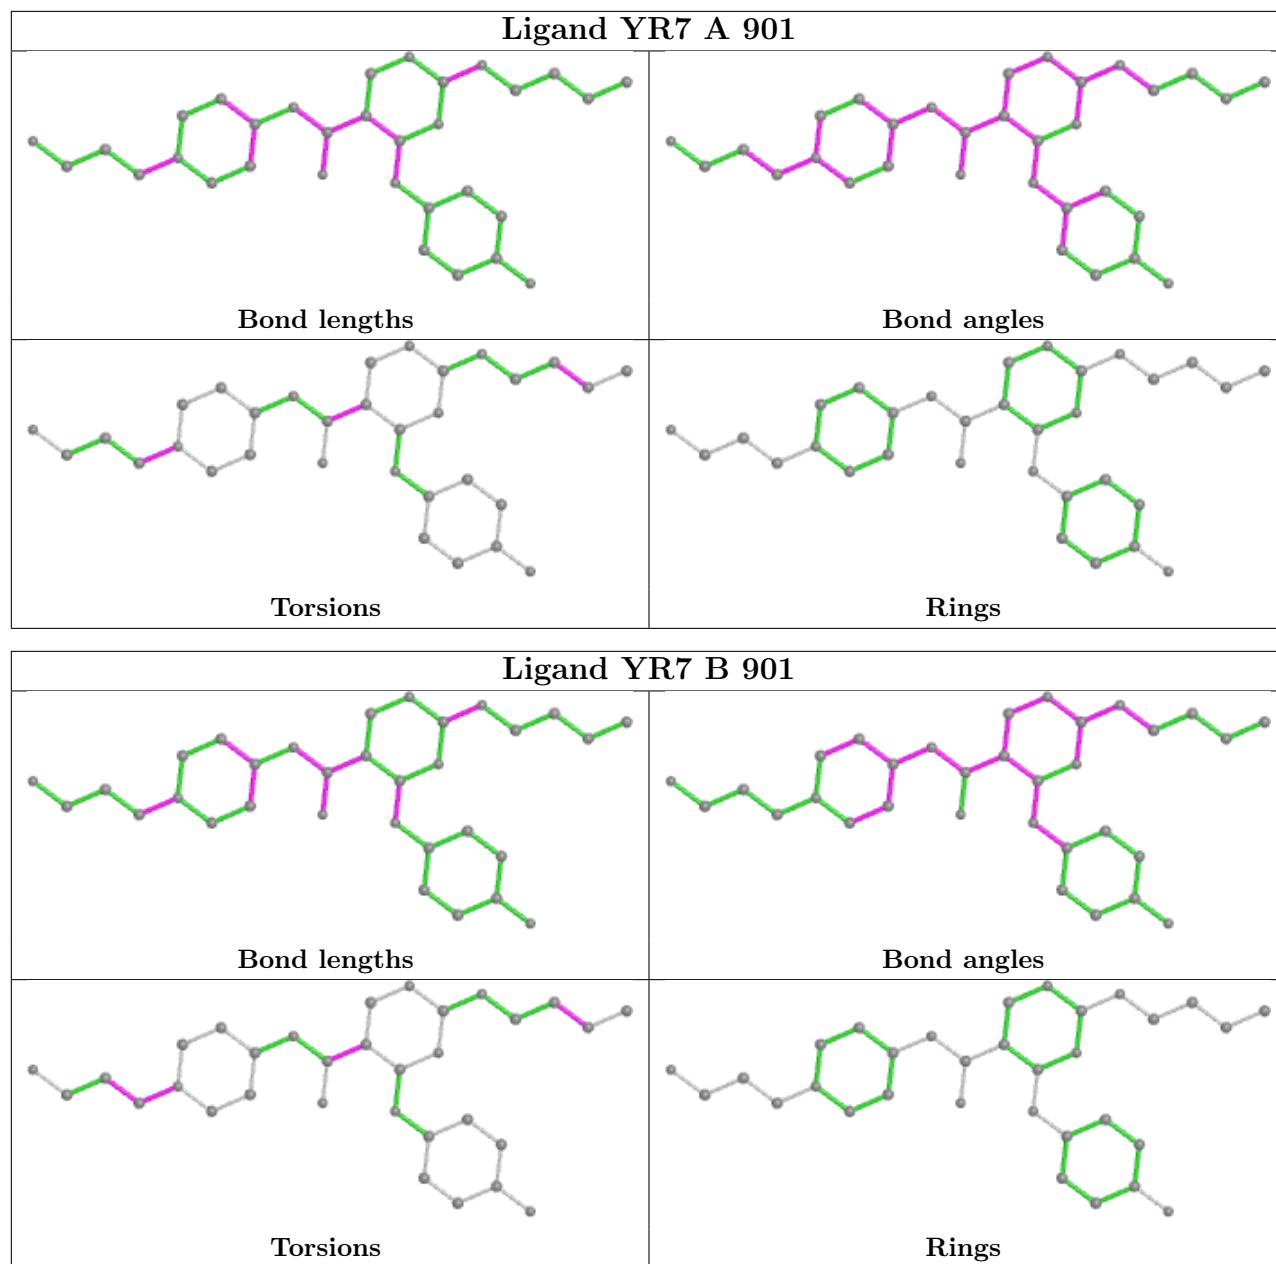 Ligand YR7 A 901
Bond lengths
Bond angles
Torsions
Rings
Ligand YR7 B 901
Bond lengths
Bond angles
Torsions
Rings